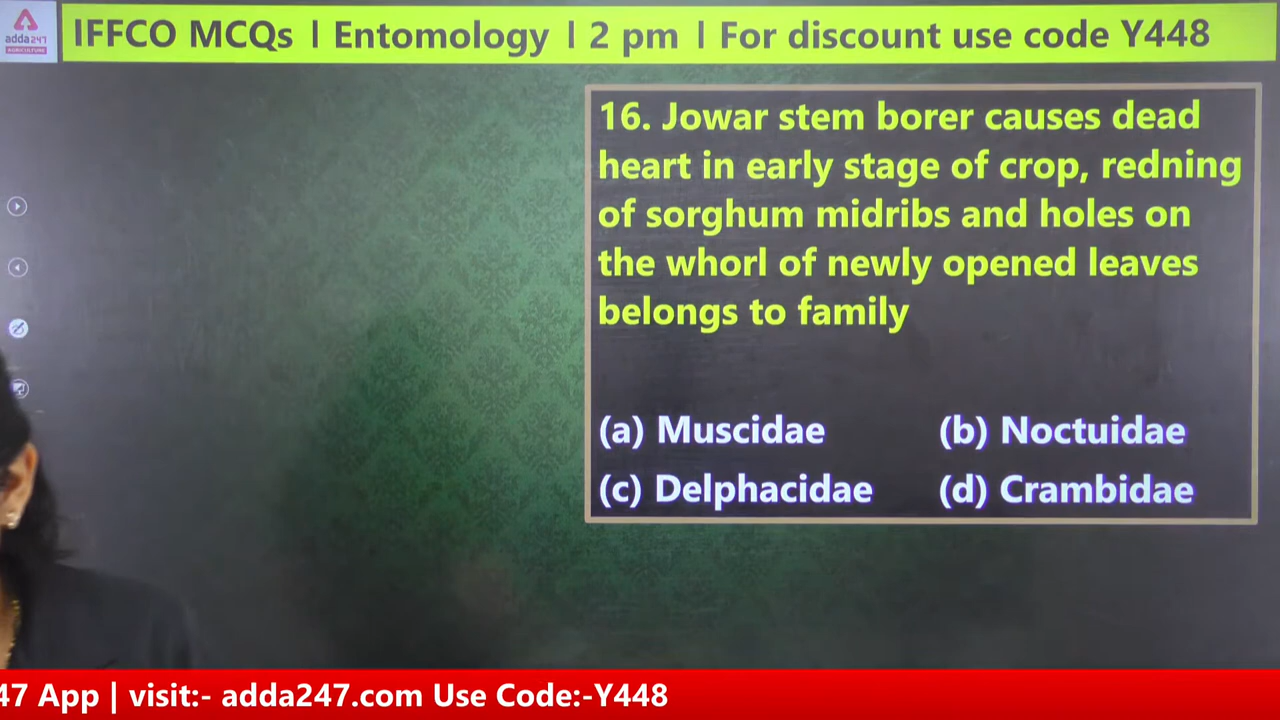 adda247
AGRICULTURE
IFFCO MCQs I Entomology I 2 pm I For discount use code Y448
16. Jowar stem borer causes dead
heart in early stage of crop, redning
of sorghum midribs and holes on
the whorl of newly opened leaves
belongs to family
(a) Muscidae (b) Noctuidae
(c) Delphacidae (d) Crambidae
47 App | visit:- adda247.com Use Code:-Y448